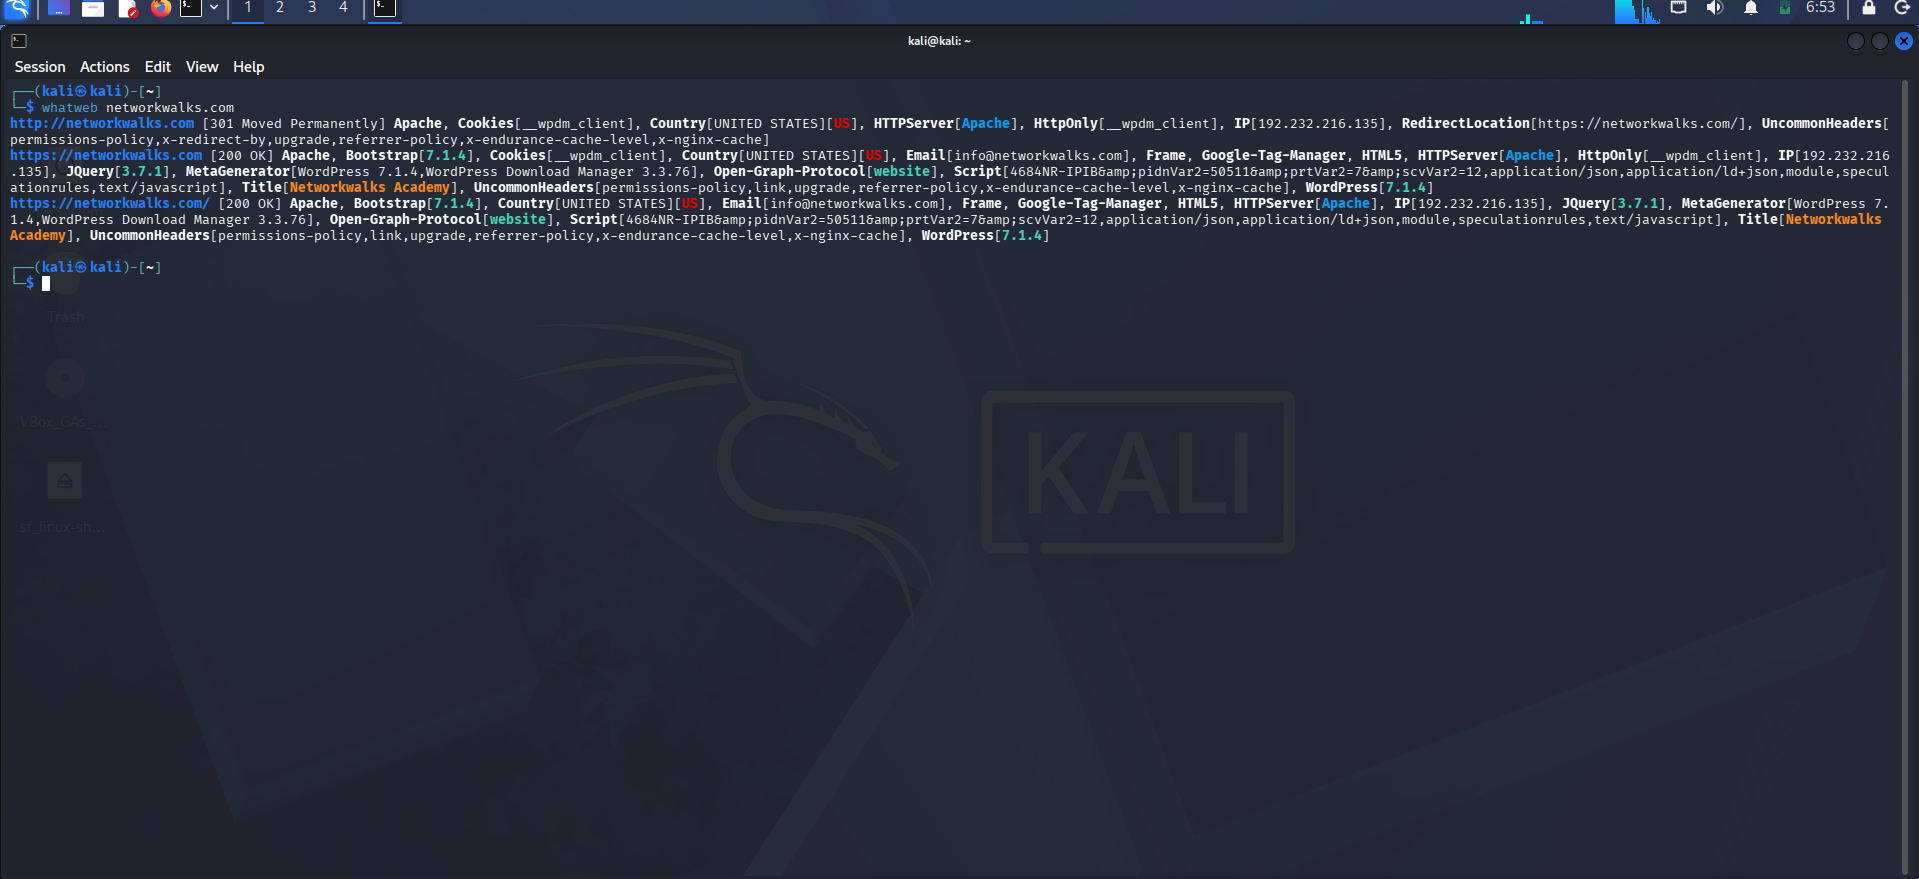 1 2 3 4 6:53
kali@kali: ~
Session Actions Edit View Help
┌──(kali㉿kali)-[~]
└─$ whatweb networkwalks.com
http://networkwalks.com [301 Moved Permanently] Apache, Cookies[__wpdm_client], Country[UNITED STATES][US], HTTPServer[Apache], HttpOnly[__wpdm_client], IP[192.232.216.135], RedirectLocation[https://networkwalks.com/], UncommonHeaders[
permissions-policy,x-redirect-by,upgrade,referrer-policy,x-endurance-cache-level,x-nginx-cache]
https://networkwalks.com [200 OK] Apache, Bootstrap[7.1.4], Cookies[__wpdm_client], Country[UNITED STATES][US], Email[info@networkwalks.com], Frame, Google-Tag-Manager, HTML5, HTTPServer[Apache], HttpOnly[__wpdm_client], IP[192.232.216
.135], JQuery[3.7.1], MetaGenerator[WordPress 7.1.4,WordPress Download Manager 3.3.76], Open-Graph-Protocol[website], Script[4684NR-IPIB&amp;pidnVar2=50511&amp;prtVar2=7&amp;scvVar2=12,application/json,application/ld+json,module,specul
ationrules,text/javascript], Title[Networkwalks Academy], UncommonHeaders[permissions-policy,link,upgrade,referrer-policy,x-endurance-cache-level,x-nginx-cache], WordPress[7.1.4]
https://networkwalks.com/ [200 OK] Apache, Bootstrap[7.1.4], Country[UNITED STATES][US], Email[info@networkwalks.com], Frame, Google-Tag-Manager, HTML5, HTTPServer[Apache], IP[192.232.216.135], JQuery[3.7.1], MetaGenerator[WordPress 7.
1.4,WordPress Download Manager 3.3.76], Open-Graph-Protocol[website], Script[4684NR-IPIB&amp;pidnVar2=50511&amp;prtVar2=7&amp;scvVar2=12,application/json,application/ld+json,module,speculationrules,text/javascript], Title[Networkwalks
Academy], UncommonHeaders[permissions-policy,link,upgrade,referrer-policy,x-endurance-cache-level,x-nginx-cache], WordPress[7.1.4]
┌──(kali㉿kali)-[~]
└─$
Trash
VBox_GAs_...
sf_linux-sh...
KALI